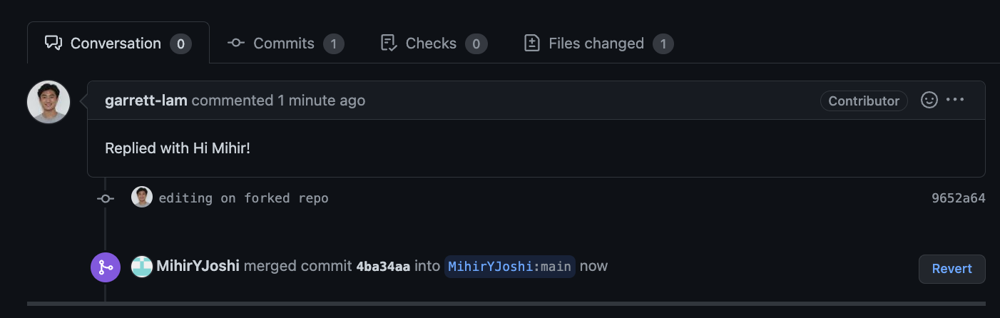 Conversation 0 Commits 1 Checks 0 Files changed 1
garrett-lam commented 1 minute ago Contributor
Replied with Hi Mihir!
editing on forked repo 9652a64
MihirYJoshi merged commit 4ba34aa into MihirYJoshi:main now Revert